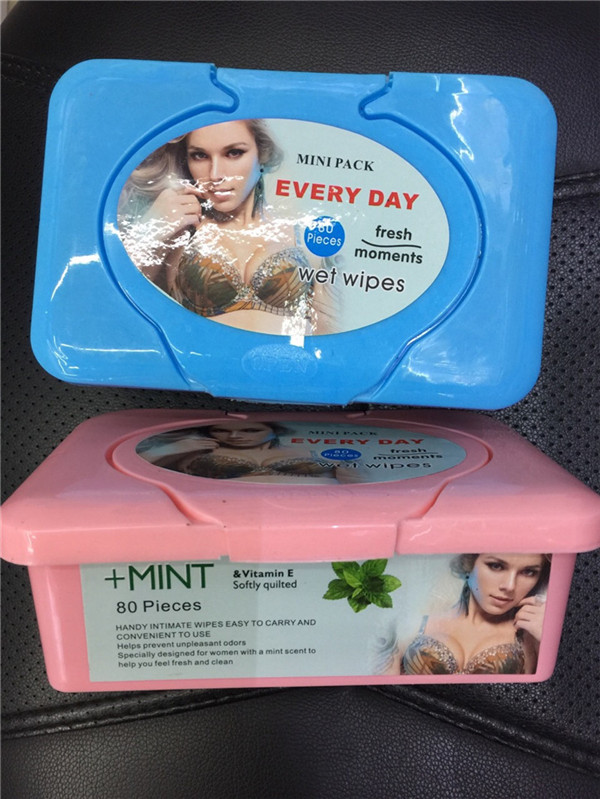 MINI PACK
EVERY DAY
80
Pieces
fresh
moments
wet wipes
MINI PACK
EVERY DAY
80
Pieces
fresh
moments
wet wipes
+MINT
&Vitamin E
Softly quilted
80 Pieces
HANDY INTIMATE WIPES EASY TO CARRY AND
CONVENIENT TO USE
Helps prevent unpleasant odors
Specially designed for women with a mint scent to
help you feel fresh and clean